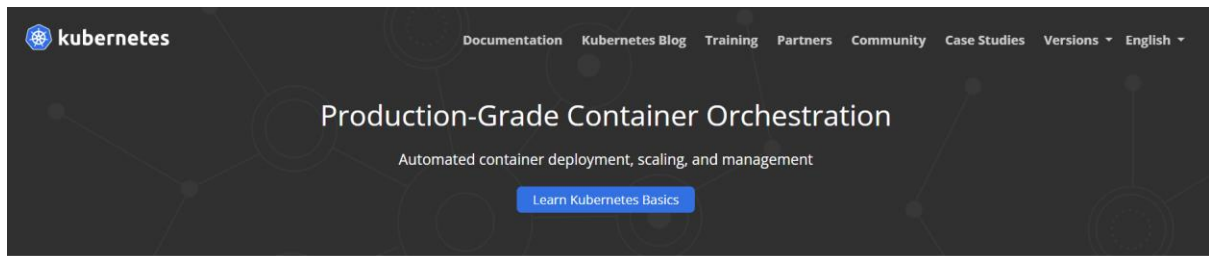 kubernetes
Documentation Kubernetes Blog Training Partners Community Case Studies Versions English
Production-Grade Container Orchestration
Automated container deployment, scaling, and management
Learn Kubernetes Basics